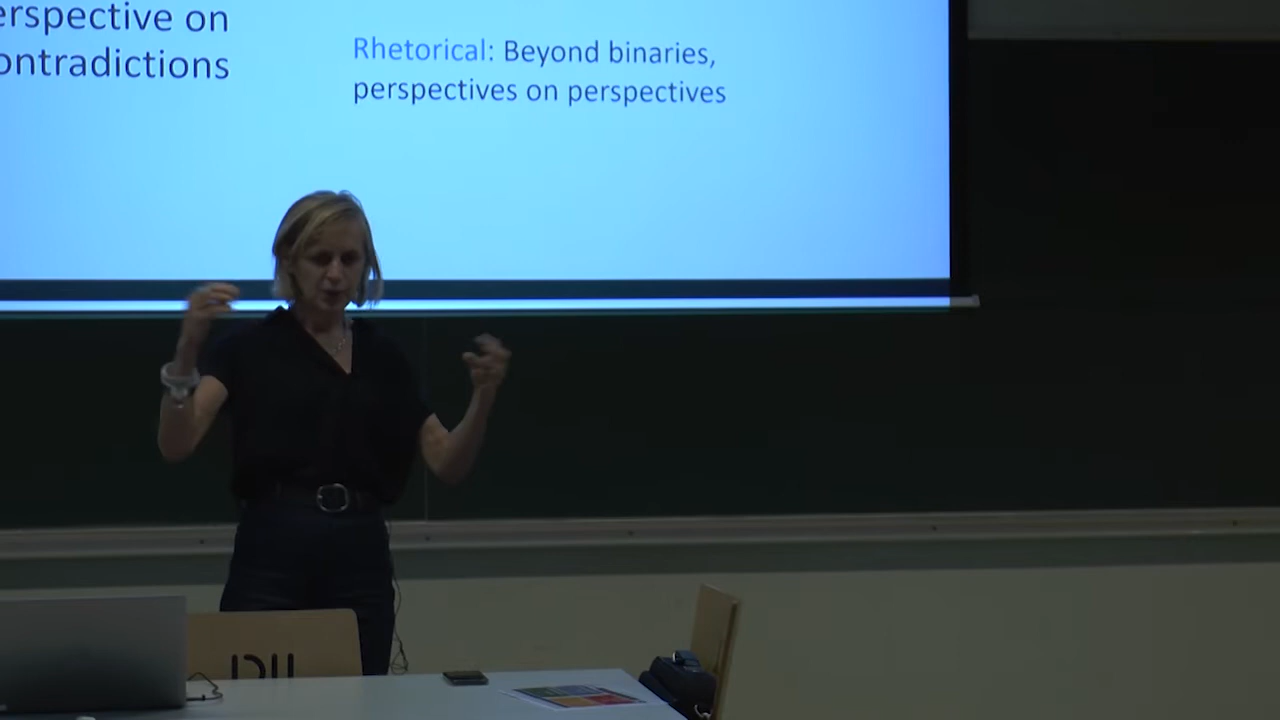 erspective on
ontradictions
Rhetorical: Beyond binaries,
perspectives on perspectives